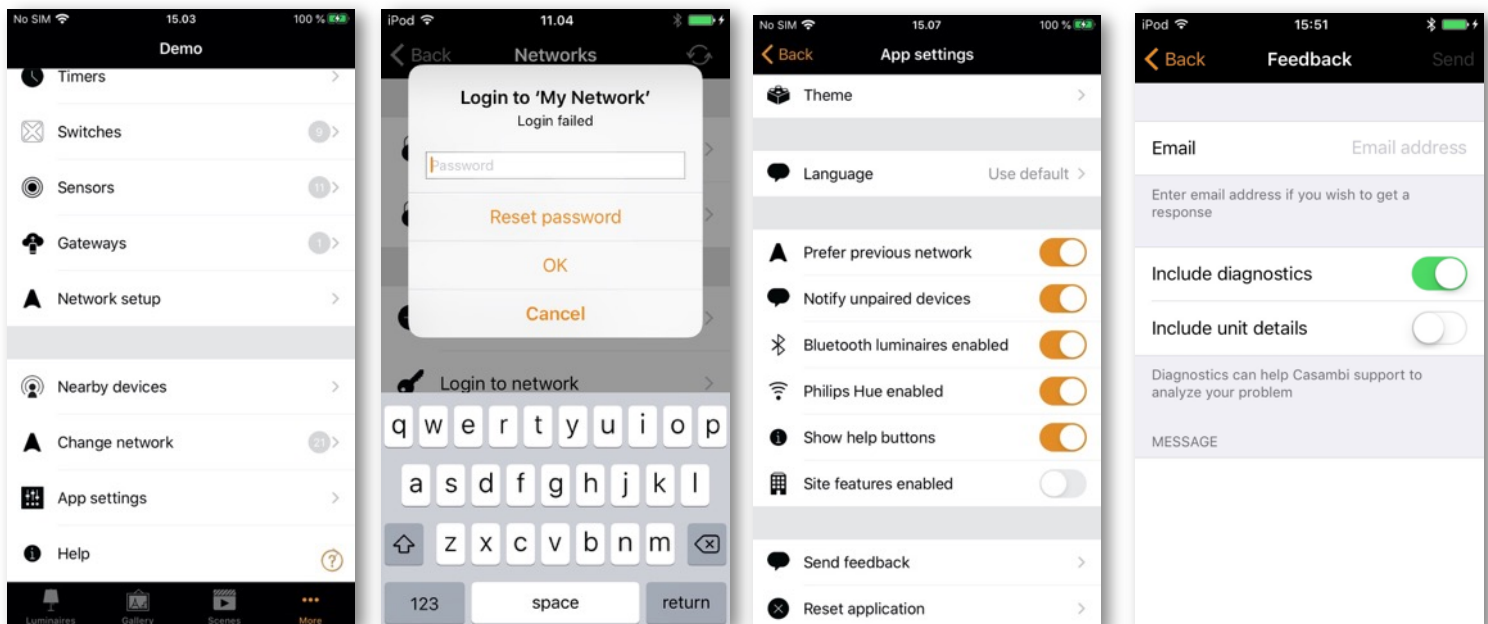 No SIM 15.03 100 %
Demo
Timers
Switches 9
Sensors 11
Gateways 1
Network setup
Nearby devices
Change network 21
App settings
Help ?
Luminaires Gallery Scenes More
iPod 11.04
Back Networks
Login to ‘My Network’
Login failed
Password
Reset password
OK
Cancel
Login to network
q w e r t y u i o p
a s d f g h j k l
z x c v b n m
123 space return
No SIM 15.07 100 %
Back App settings
Theme
Language Use default
Prefer previous network
Notify unpaired devices
Bluetooth luminaires enabled
Philips Hue enabled
Show help buttons
Site features enabled
Send feedback
Reset application
iPod 15:51
Back Feedback Send
Email Email address
Enter email address if you wish to get a
response
Include diagnostics
Include unit details
Diagnostics can help Casambi support to
analyze your problem
MESSAGE